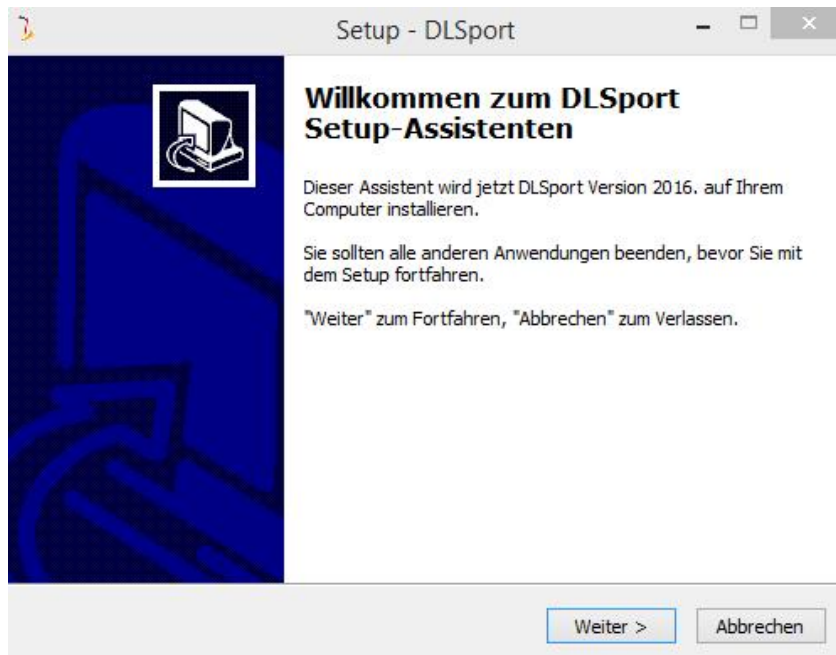 Setup - DLSport
Willkommen zum DLSport
Setup-Assistenten
Dieser Assistent wird jetzt DLSport Version 2016. auf Ihrem
Computer installieren.
Sie sollten alle anderen Anwendungen beenden, bevor Sie mit
dem Setup fortfahren.
"Weiter" zum Fortfahren, "Abbrechen" zum Verlassen.
Weiter >
Abbrechen